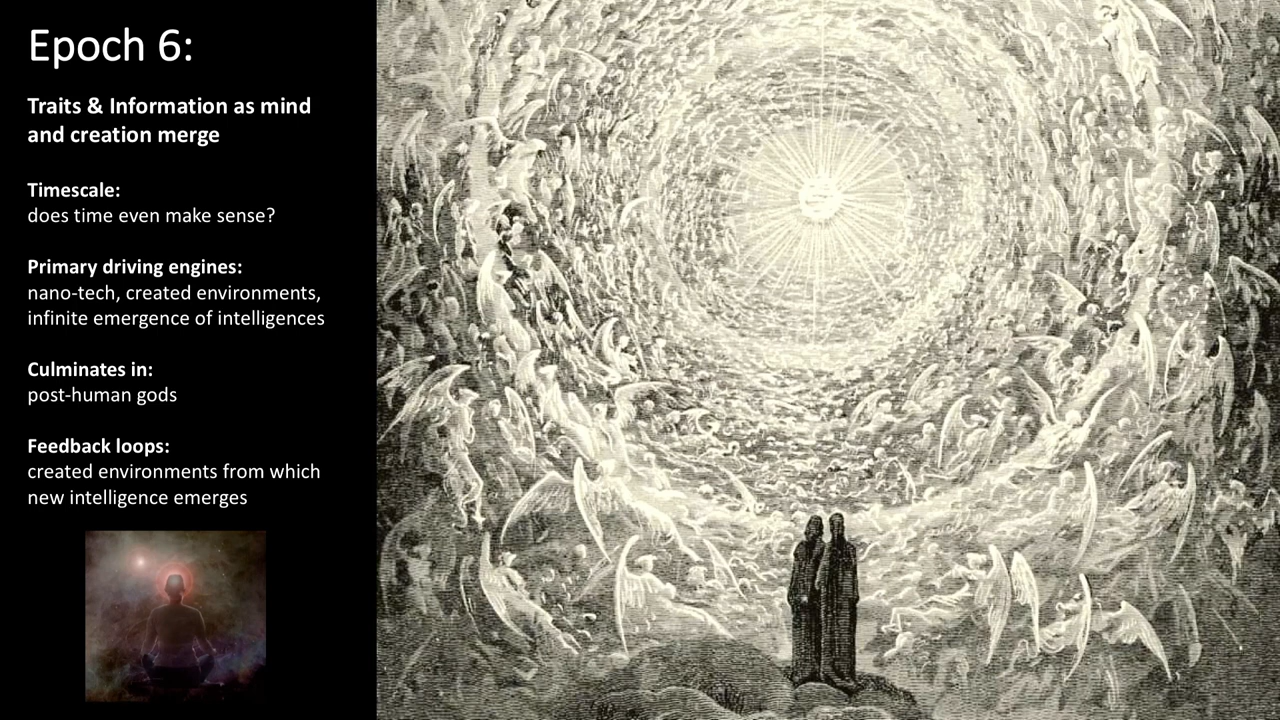 Epoch 6:
Traits & Information as mind
and creation merge
Timescale:
does time even make sense?
Primary driving engines:
nano-tech, created environments,
infinite emergence of intelligences
Culminates in:
post-human gods
Feedback loops:
created environments from which
new intelligence emerges